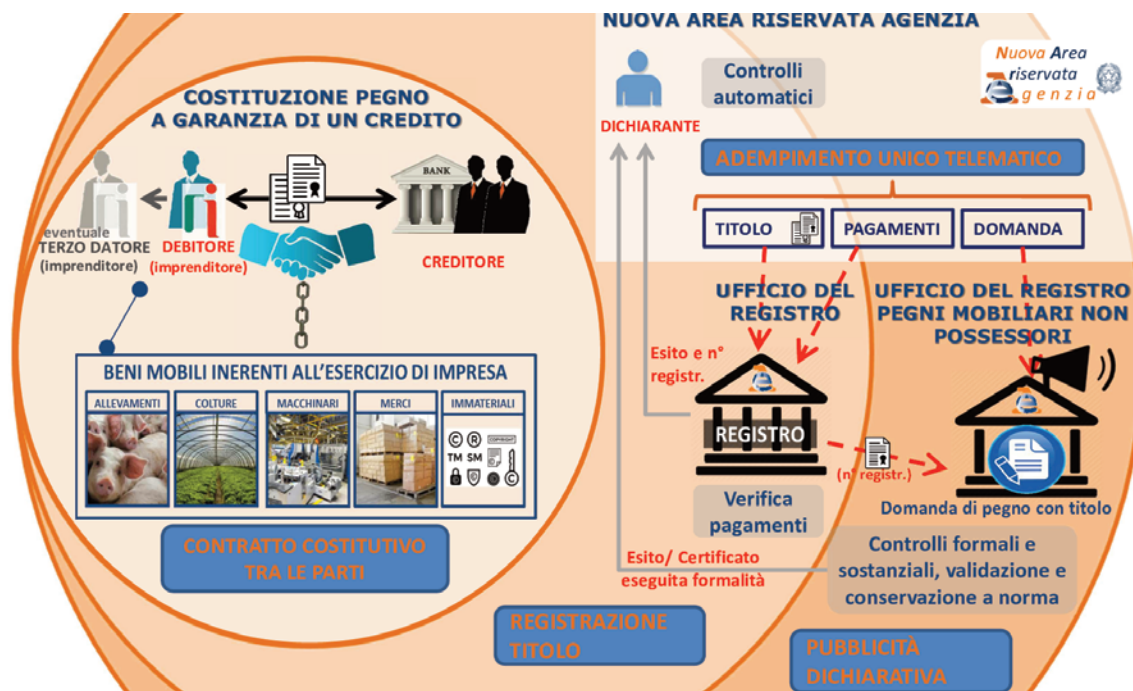 NUOVA AREA RISERVATA AGENZIA
Nuova Area
riservata
genzia
COSTITUZIONE PEGNO
A GARANZIA DI UN CREDITO
BANK
eventuale
TERZO DATORE
(imprenditore)
DEBITORE
(imprenditore)
CREDITORE
BENI MOBILI INERENTI ALL'ESERCIZIO DI IMPRESA
ALLEVAMENTI
COLTURE
MACCHINARI
MERCI
IMMATERIALI
© ® COPYRIGHT
TM SM
©
CONTRATTO COSTITUTIVO
TRA LE PARTI
DICHIARANTE
Controlli
automatici
ADEMPIMENTO UNICO TELEMATICO
TITOLO
PAGAMENTI
DOMANDA
UFFICIO DEL
REGISTRO
UFFICIO DEL REGISTRO
PEGNI MOBILIARI NON
POSSESSORI
Esito e n°
registr.
REGISTRO
(n° registr.)
Verifica
pagamenti
Domanda di pegno con titolo
Esito/ Certificato
eseguita formalità
Controlli formali e
sostanziali, validazione e
conservazione a norma
REGISTRAZIONE
TITOLO
PUBBLICITÀ
DICHIARATIVA